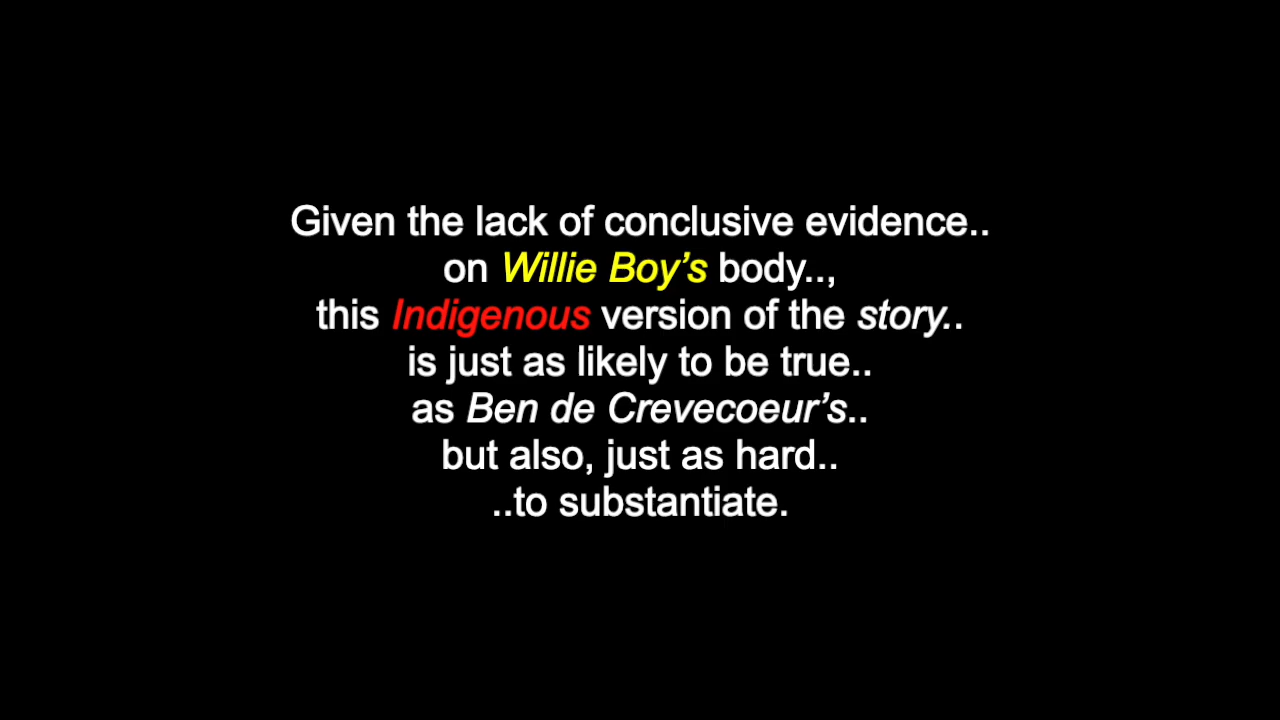 Given the lack of conclusive evidence..
on Willie Boy’s body..,
this Indigenous version of the story..
is just as likely to be true..
as Ben de Crevecoeur’s..
but also, just as hard..
..to substantiate.